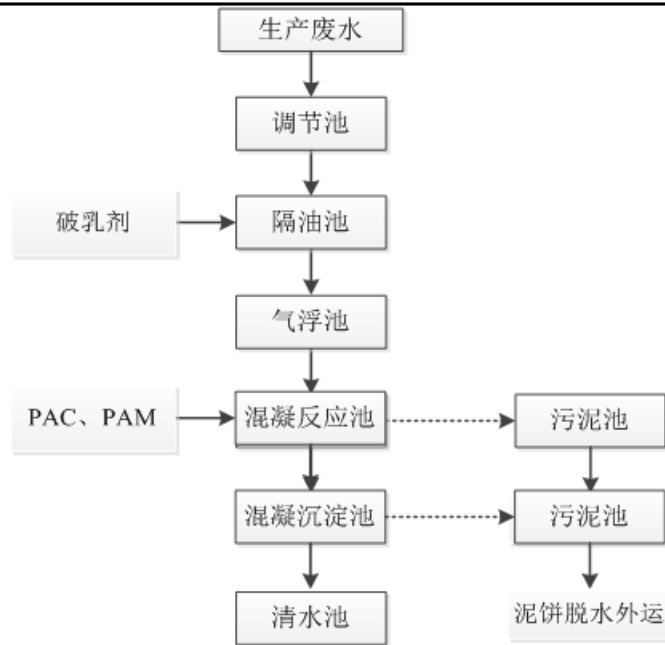 生产废水
调节池
破乳剂
隔油池
气浮池
PAC、PAM
混凝反应池
污泥池
混凝沉淀池
污泥池
清水池
泥饼脱水外运